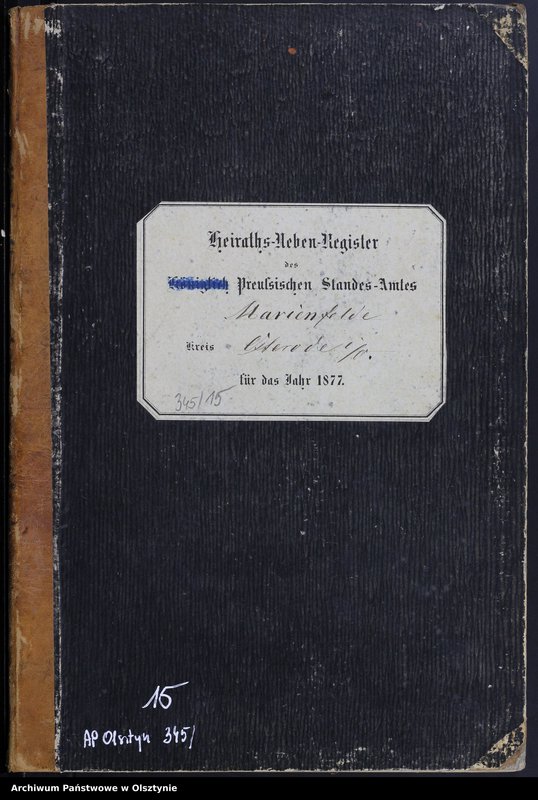 Heiraths-Neben-Register
des
Königlich Preußischen Standes-Amtes
Marienfelde
Kreis Osterode i/O.
für das Jahr 1877.
345/15
15
AP Olsztyn 345/
Archiwum Państwowe w Olsztynie